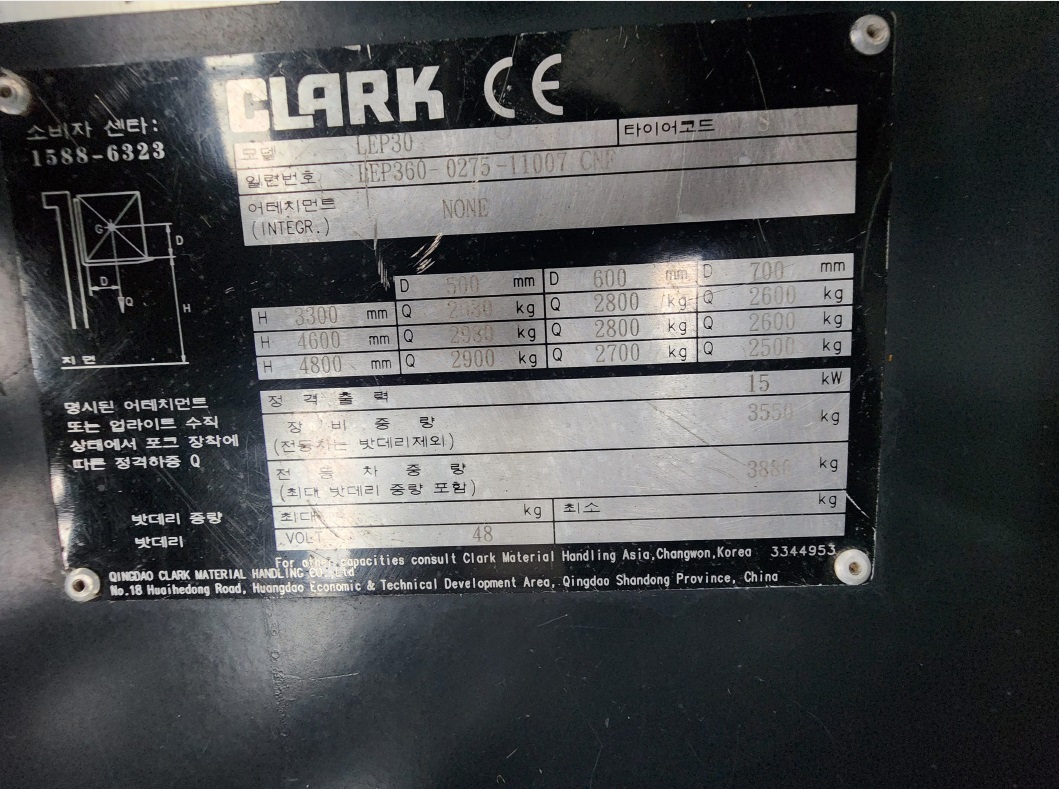 CLARK CE
소비자 센타:
1588-6323
모델 LEP30 타이어코드 S
일련번호 LEP360-0275-11007 CNF
어테치먼트 NONE
(INTEGR.)
G
D
D
Q
H
지면
D 500 mm D 600 mm D 700 mm
H 3300 mm Q kg Q 2800 kg Q 2600 kg
H 4600 mm Q 2980 kg Q 2800 kg Q 2600 kg
H 4800 mm Q 2900 kg Q 2700 kg Q 2500 kg
명시된 어테치먼트
또는 업라이트 수직
상태에서 포크 장착에
따른 정격하중 Q
정격출력 15 kW
장비중량 3550 kg
(전동차는 밧데리제외)
전동차중량 kg
(최대 밧데리 중량 포함)
밧데리 중량 최대 kg 최소 kg
밧데리 VOLT 48
For other capacities consult Clark Material Handling Asia,Changwon,Korea 3344953
QINGDAO CLARK MATERIAL HANDLING CO.,Ltd
No.18 Huaihedong Road, Huangdao Economic & Technical Development Area, Qingdao Shandong Province, China